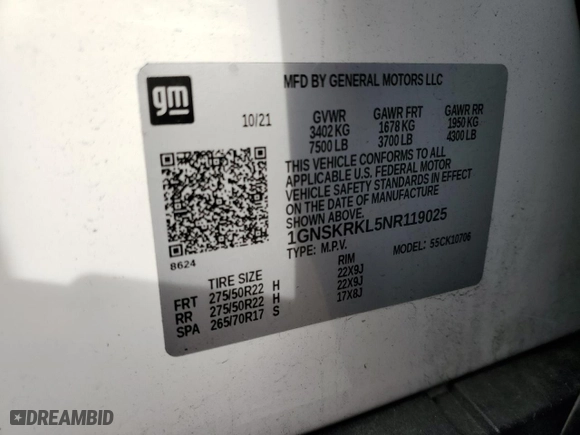 gm
MFD BY GENERAL MOTORS LLC
10/21
GVWR GAWR FRT GAWR RR
3402 KG 1678 KG 1950 KG
7500 LB 3700 LB 4300 LB
THIS VEHICLE CONFORMS TO ALL
APPLICABLE U.S. FEDERAL MOTOR
VEHICLE SAFETY STANDARDS IN EFFECT
ON THE DATE OF MANUFACTURE
SHOWN ABOVE.
1GNSKRKL5NR119025
TYPE: M.P.V. MODEL: SSCK10706
8624
TIRE SIZE RIM
FRT 275/50R22 H 22X9J
RR 275/50R22 H 22X9J
SPA 265/70R17 S 17X8J
DREAMBID